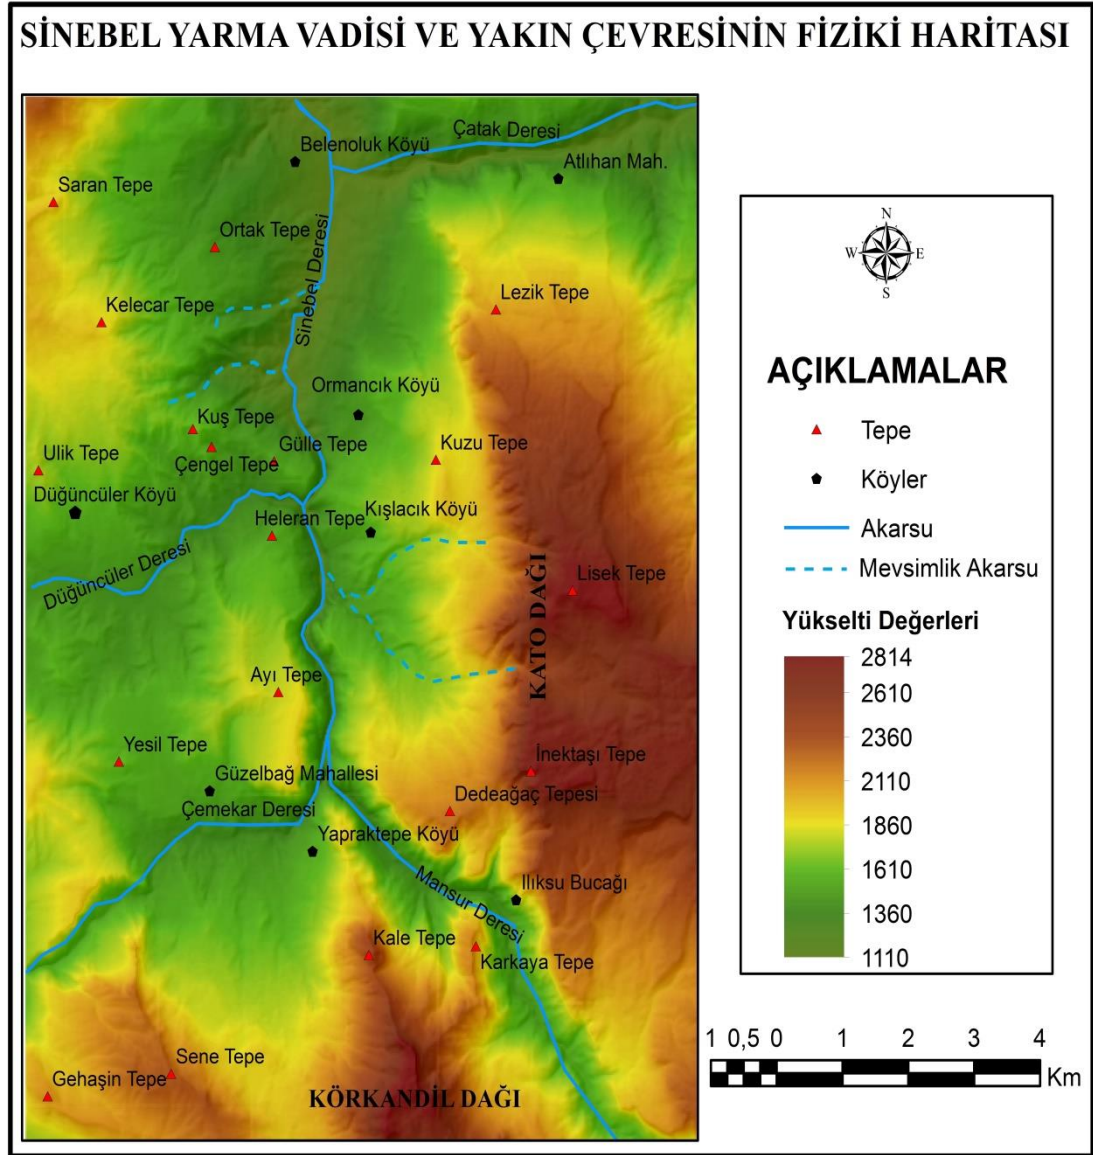 SİNEBEL YARMA VADİSİ VE YAKIN ÇEVRESİNİN FİZİKİ HARİTASI
Çatak Deresi
Belenoluk Köyü
Atlıhan Mah.
Saran Tepe
Ortak Tepe
Sinebel Deresi
Lezik Tepe
Kelecar Tepe
Ormancık Köyü
Kuş Tepe
Gülle Tepe
Kuzu Tepe
Ulik Tepe
Çengel Tepe
Düğüncüler Köyü
Heleran Tepe
Kışlacık Köyü
Düğüncüler Deresi
Lisek Tepe
KATO DAĞI
Ayı Tepe
Yesil Tepe
İnektaşı Tepe
Güzelbağ Mahallesi
Dedeağaç Tepesi
Çemekar Deresi
Yapraktepe Köyü
Mansur Deresi
Ilıksu Bucağı
Kale Tepe
Karkaya Tepe
Sene Tepe
Gehaşin Tepe
KÖRKANDİL DAĞI
N
W E
S
AÇIKLAMALAR
Tepe
Köyler
Akarsu
Mevsimlik Akarsu
Yükselti Değerleri
2814
2610
2360
2110
1860
1610
1360
1110
1 0,5 0 1 2 3 4
Km